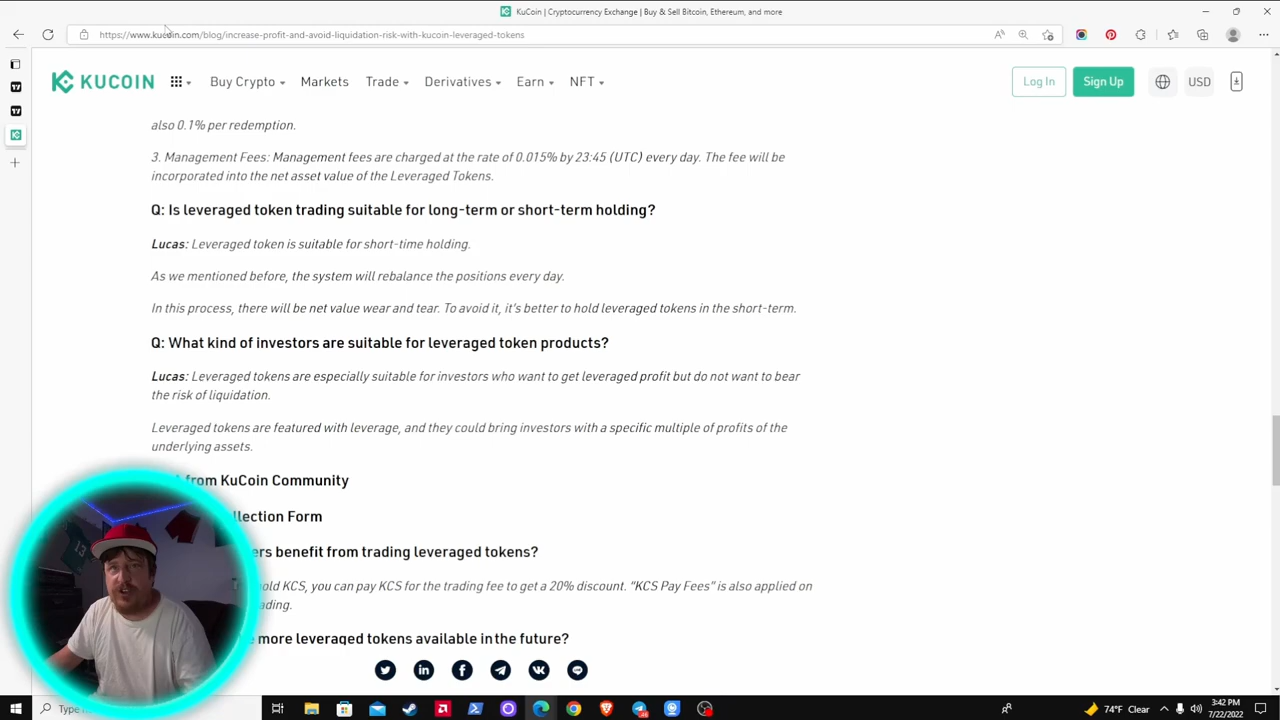 KuCoin | Cryptocurrency Exchange | Buy & Sell Bitcoin, Ethereum, and more
https://www.kucoin.com/blog/increase-profit-and-avoid-liquidation-risk-with-kucoin-leveraged-tokens
KUCOIN
Buy Crypto
Markets
Trade
Derivatives
Earn
NFT
Log In
Sign Up
USD
also 0.1% per redemption.
3. Management Fees: Management fees are charged at the rate of 0.015% by 23:45 (UTC) every day. The fee will be
incorporated into the net asset value of the Leveraged Tokens.
Q: Is leveraged token trading suitable for long-term or short-term holding?
Lucas: Leveraged token is suitable for short-time holding.
As we mentioned before, the system will rebalance the positions every day.
In this process, there will be net value wear and tear. To avoid it, it's better to hold leveraged tokens in the short-term.
Q: What kind of investors are suitable for leveraged token products?
Lucas: Leveraged tokens are especially suitable for investors who want to get leveraged profit but do not want to bear
the risk of liquidation.
Leveraged tokens are featured with leverage, and they could bring investors with a specific multiple of profits of the
underlying assets.
from KuCoin Community
llection Form
ers benefit from trading leveraged tokens?
hold KCS, you can pay KCS for the trading fee to get a 20% discount. "KCS Pay Fees" is also applied on
ading.
more leveraged tokens available in the future?
Type
74°F Clear
3:42 PM
7/22/2022